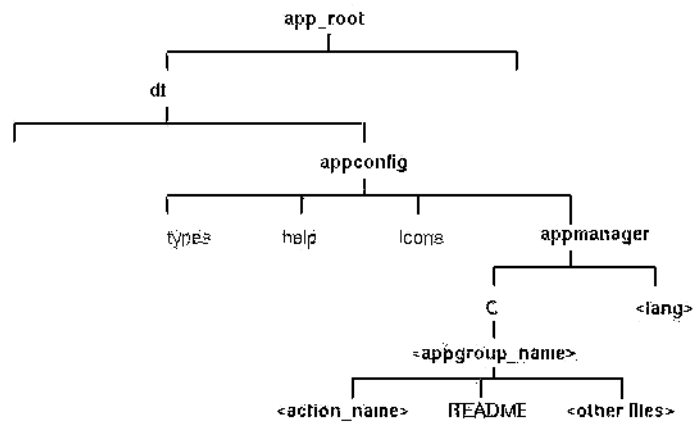 app_root
dt
appconfig
types help icons appmanager
C <lang>
<appgroup_name>
<action_name> README <other files>